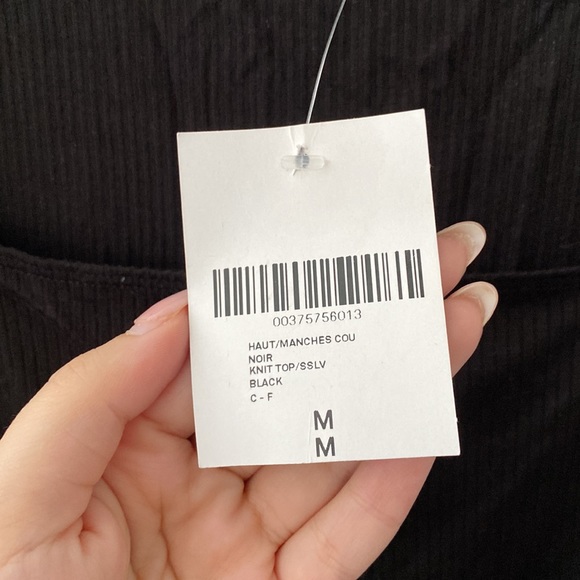 00375756013
HAUT/MANCHES COU
NOIR
KNIT TOP/SSLV
BLACK
C - F
M
M